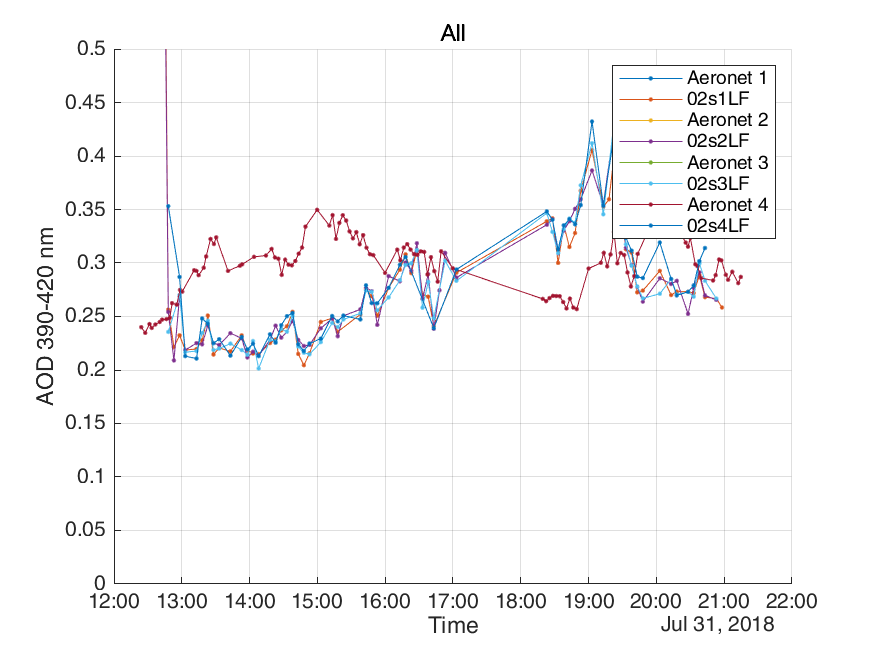 All
0.5
0.45
0.4
0.35
0.3
0.25
0.2
0.15
0.1
0.05
0
AOD 390-420 nm
Aeronet 1
02s1LF
Aeronet 2
02s2LF
Aeronet 3
02s3LF
Aeronet 4
02s4LF
12:00 13:00 14:00 15:00 16:00 17:00 18:00 19:00 20:00 21:00 22:00
Time
Jul 31, 2018